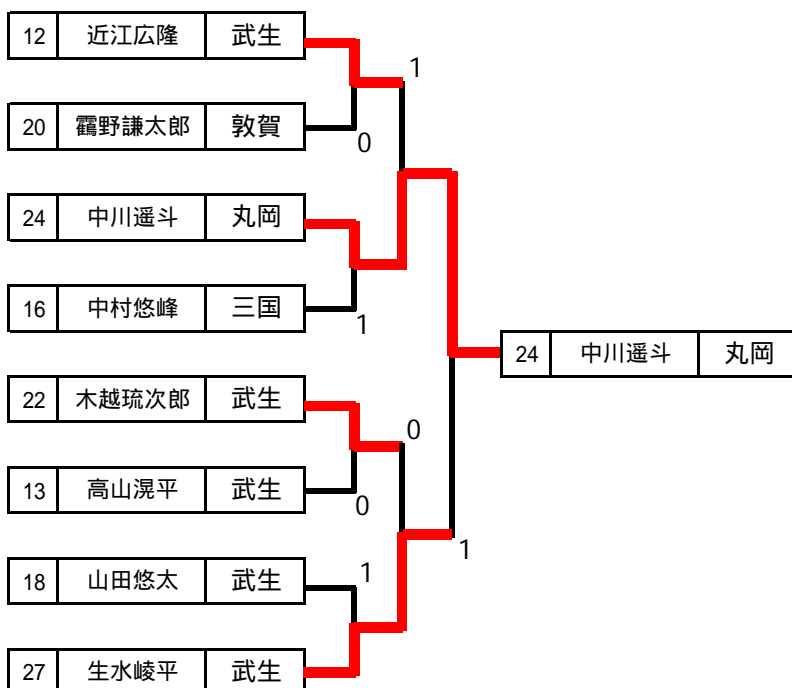 12 近江広隆 武生
1
20 靏野謙太郎 敦賀
0
24 中川遥斗 丸岡
16 中村悠峰 三国
1
24 中川遥斗 丸岡
22 木越琉次郎 武生
0
13 高山滉平 武生
0
1
18 山田悠太 武生
1
27 生水崚平 武生